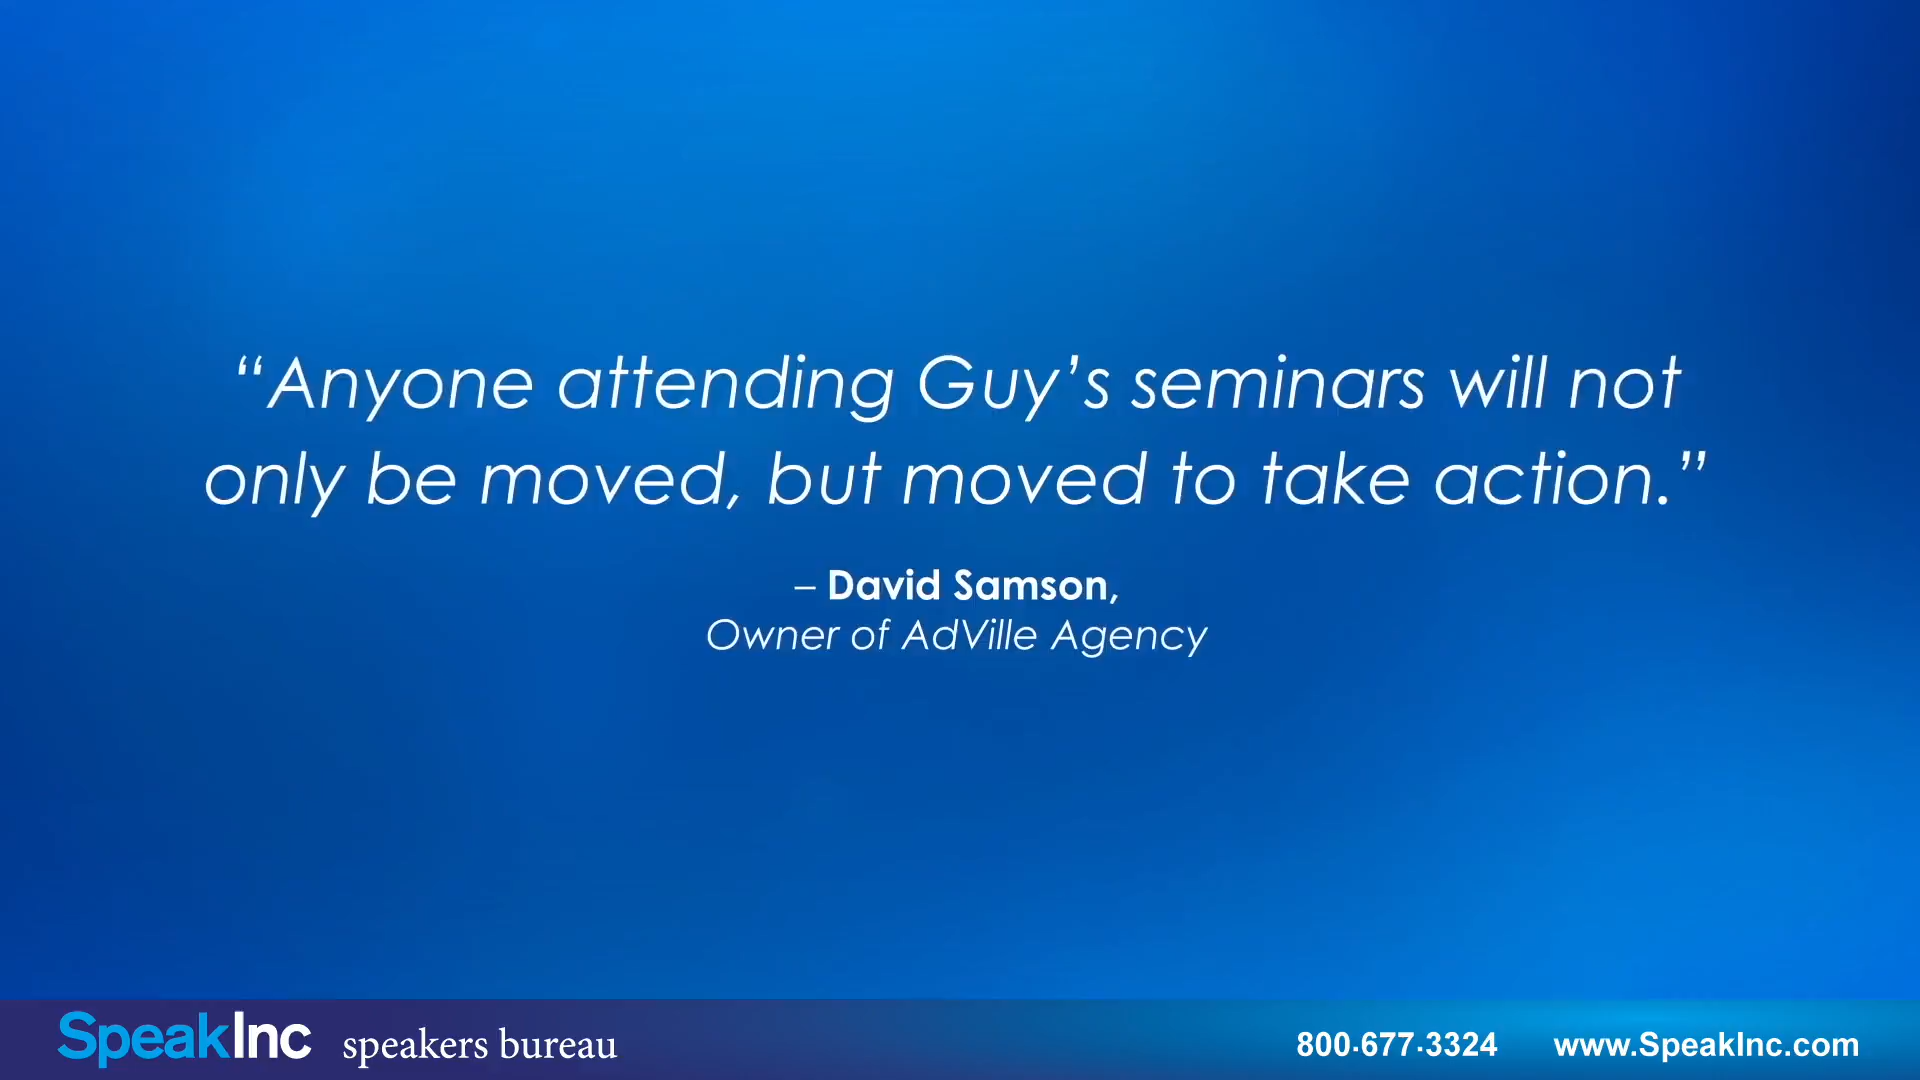 “Anyone attending Guy’s seminars will not
only be moved, but moved to take action.”
– David Samson,
Owner of AdVille Agency
SpeakInc speakers bureau
800·677·3324 www.SpeakInc.com